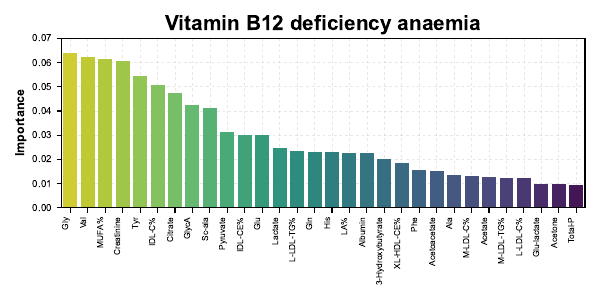 Vitamin B12 deficiency anaemia
Importance
0.07
0.06
0.05
0.04
0.03
0.02
0.01
0.00
Gly
Val
MUFA%
Creatinine
Tyr
IDL-C%
Citrate
GlycA
Sc-ala
Pyruvate
IDL-CE%
Glu
Lactate
L-LDL-TG%
Gln
His
LA%
Albumin
3-Hydroxybutyrate
XL-HDL-CE%
Phe
Acetoacetate
Ala
M-LDL-C%
Acetate
M-LDL-TG%
L-LDL-C%
Glu-lactate
Acetone
Total-P